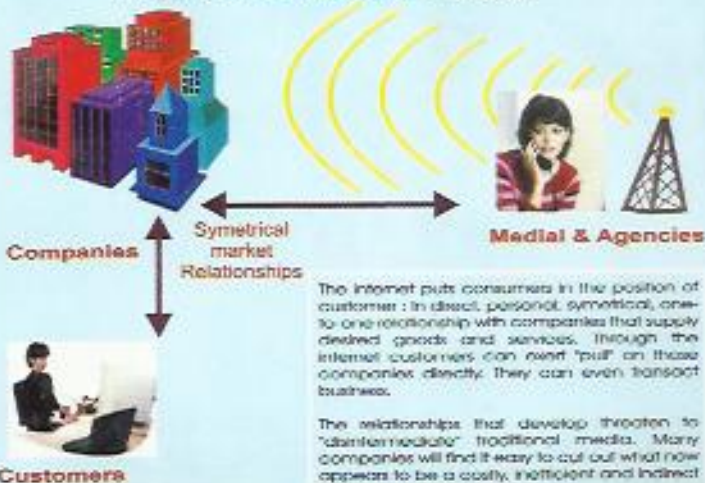 Companies
Symetrical
market
Relationships
Medial & Agencies
Customers
The internet puts consumers in the position of
customer : In direct, personal, symetrical, one-
to-one relationship with companies that supply
desired goods and services. Through the
internet customers can exert "pull" on those
companies directly. They can even transact
business.
The relationships that develop threaten to
"disintermediate" traditional media. Many
companies will find it easy to cut out what now
appears to be a costly, inefficient and indirect